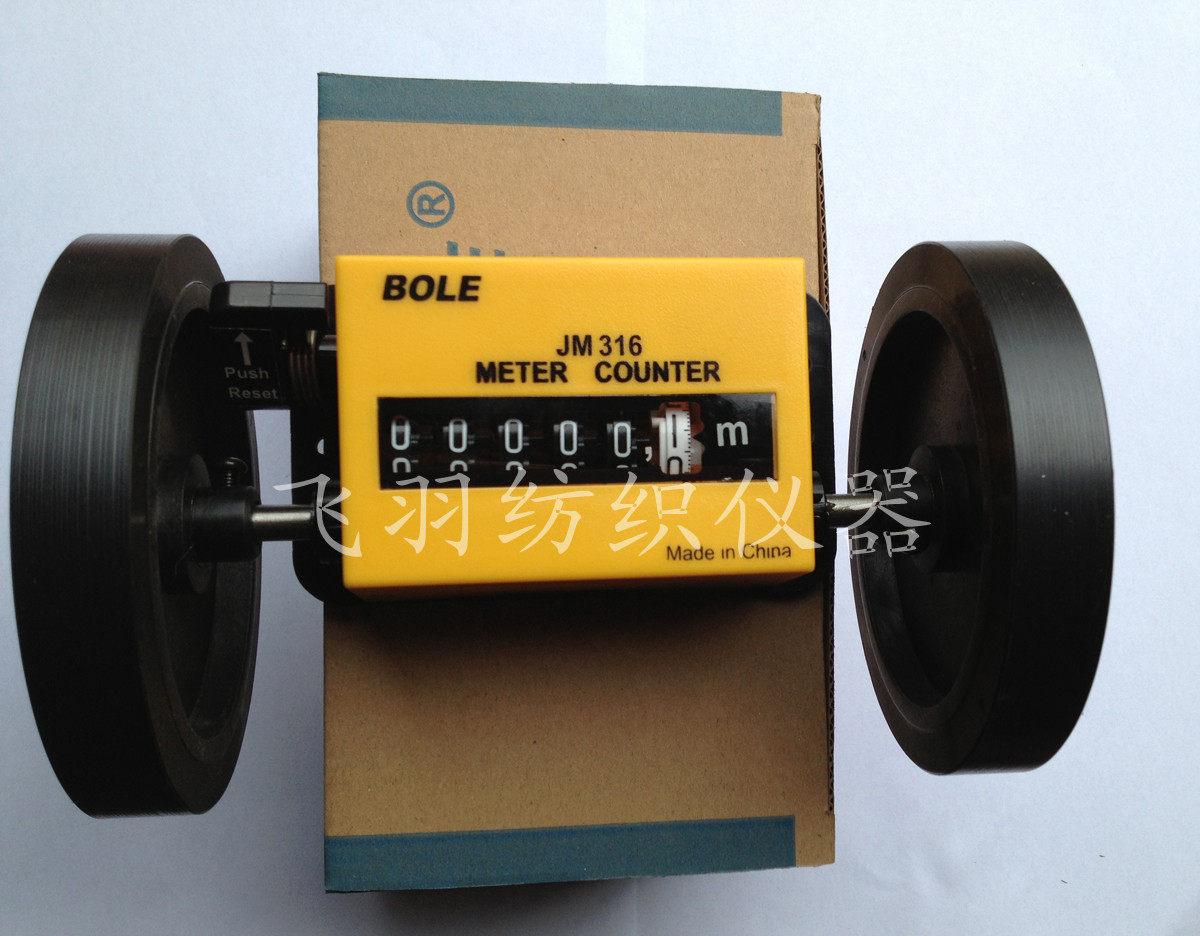 ®
BOLE
JM 316
METER COUNTER
↑
Push
Reset
0 0 0 0 0, 1 m
飞羽纺织仪器
Made in China